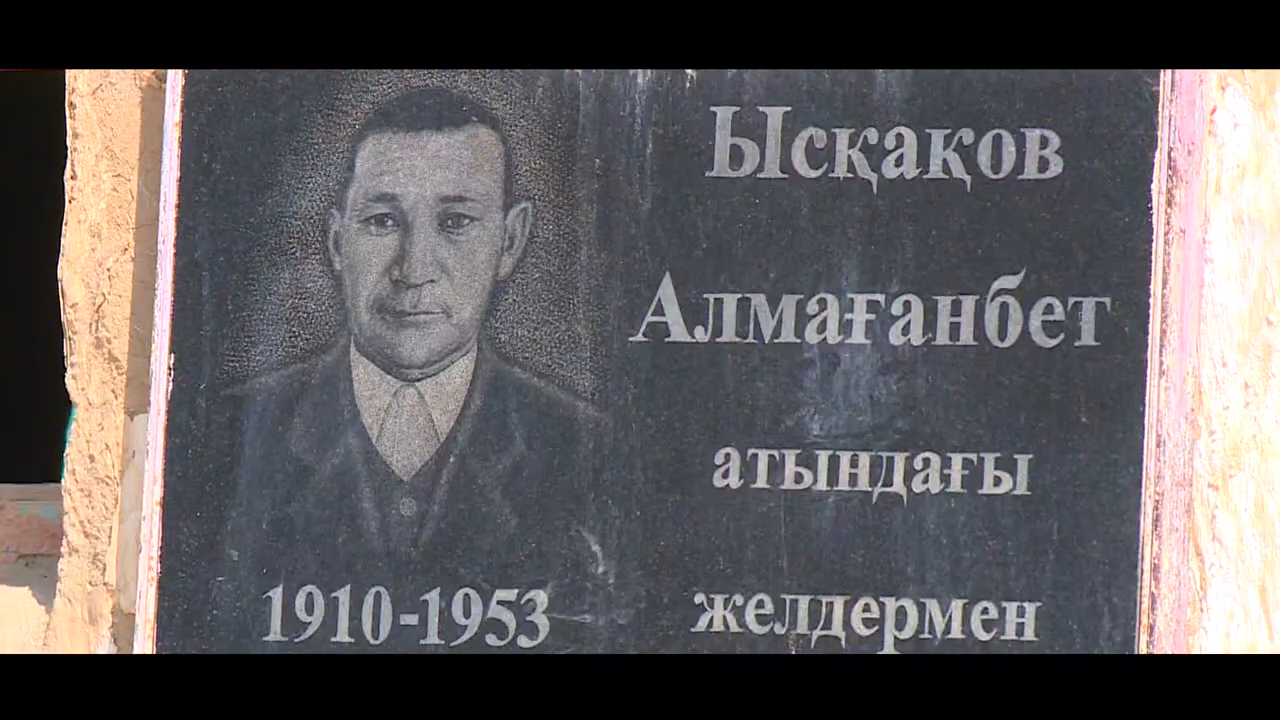 Ысқақов
Алмағанбет
атындағы
желдермен
1910-1953